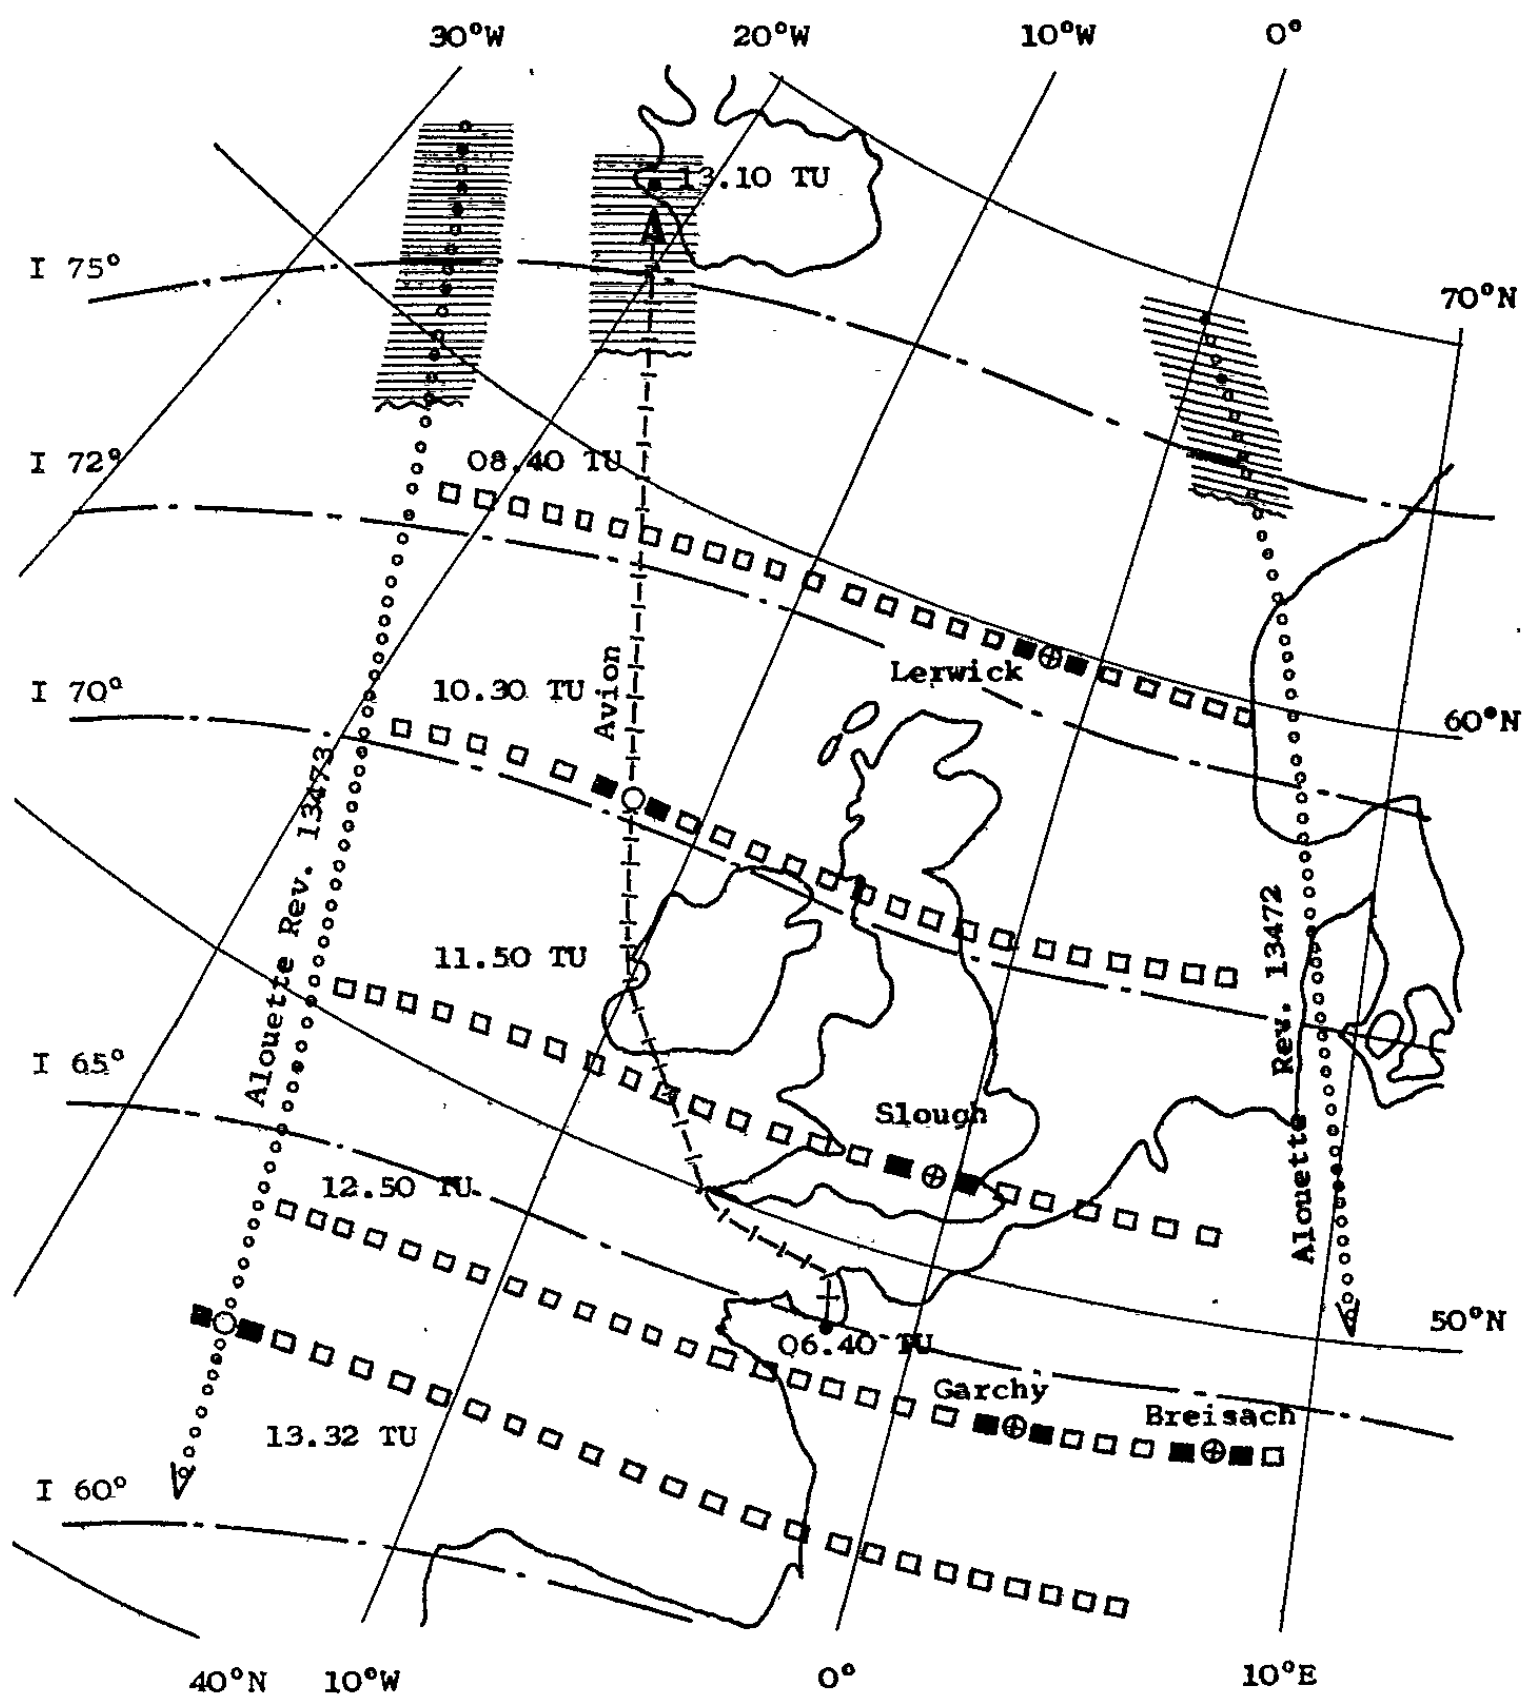 30°W 20°W 10°W 0°
13.10 TU
A
I 75°
70°N
I 72°
08.40 TU
Lerwick
I 70°
10.30 TU
Avion
60°N
Alouette Rev. 13473
Alouette Rev. 13472
11.50 TU
I 65°
Slough
12.50 TU
50°N
06.40 TU
Garchy
Breisach
13.32 TU
I 60°
40°N 10°W 0° 10°E